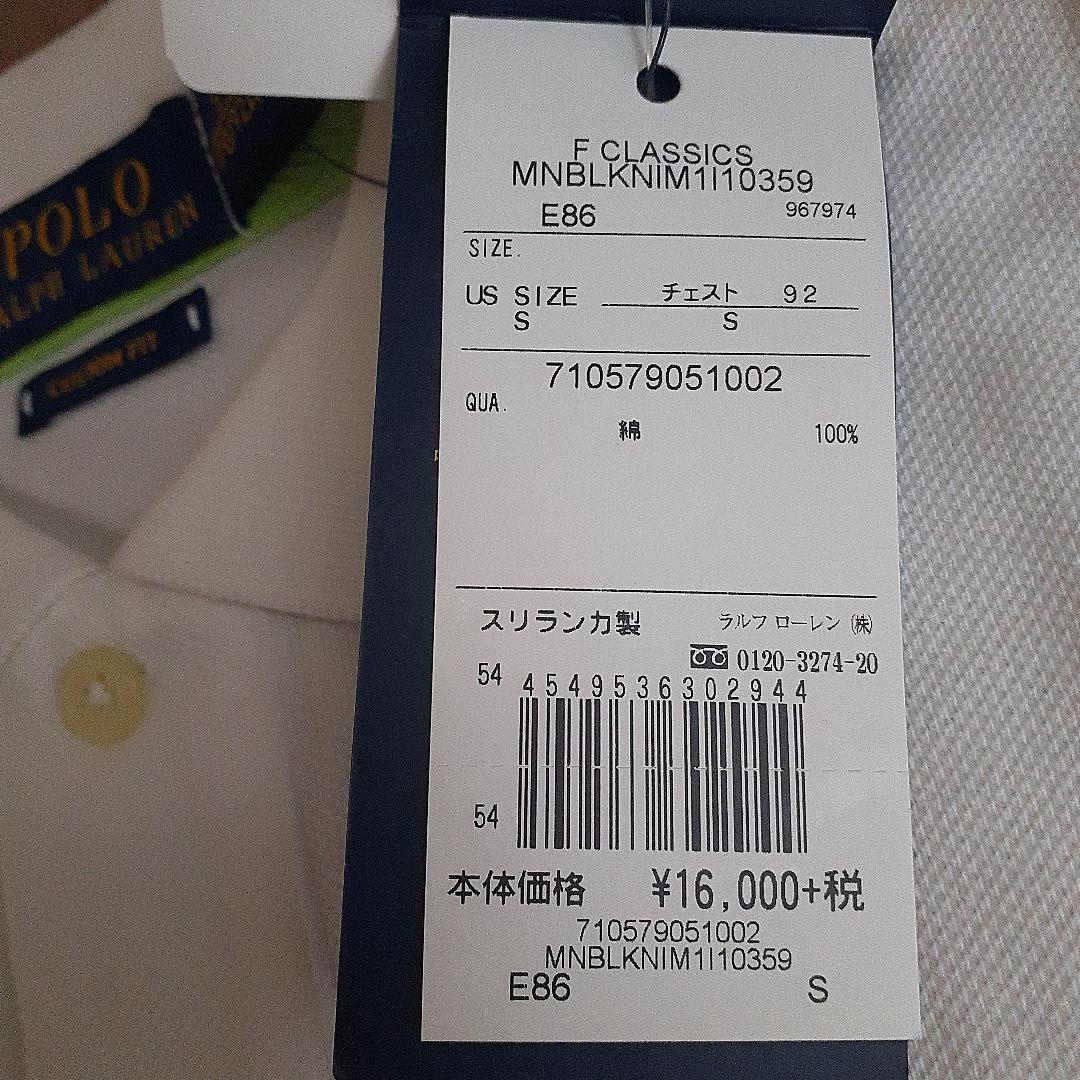 POLO
RALPH LAUREN
CUSTOM FIT
F CLASSICS
MNBLKNIM1I10359
E86 967974
SIZE.
US SIZE チェスト 92
S S
710579051002
QUA.
綿 100%
スリランカ製 ラルフ ローレン ㈱
0120-3274-20
54 4549536302944
54
本体価格 ¥16,000+税
710579051002
MNBLKNIM1I10359
E86 S